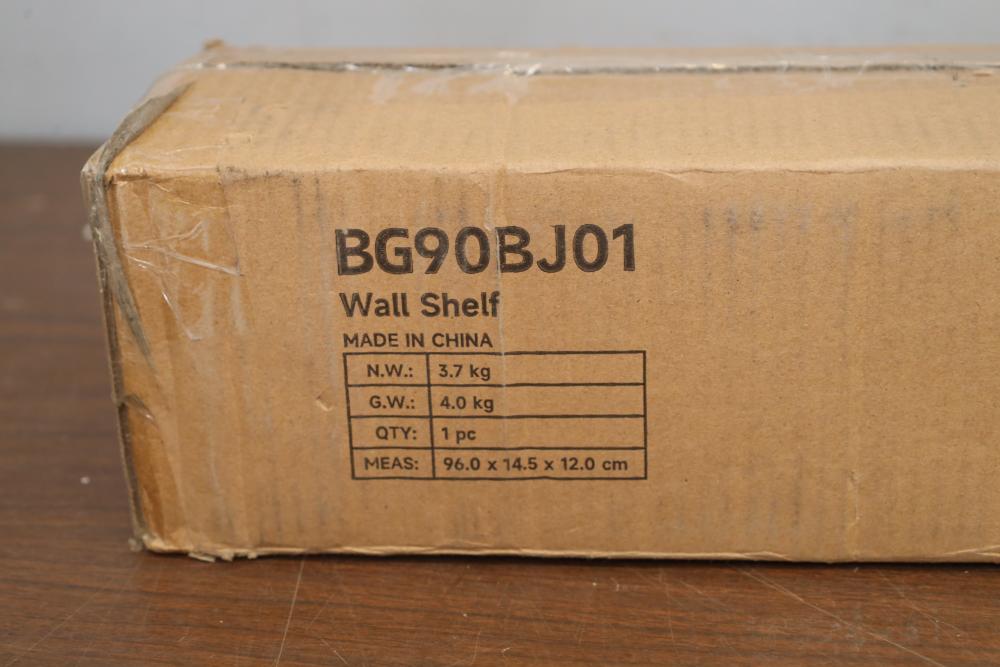 BG90BJ01
Wall Shelf
MADE IN CHINA
N.W.: 3.7 kg
G.W.: 4.0 kg
QTY: 1 pc
MEAS: 96.0 x 14.5 x 12.0 cm